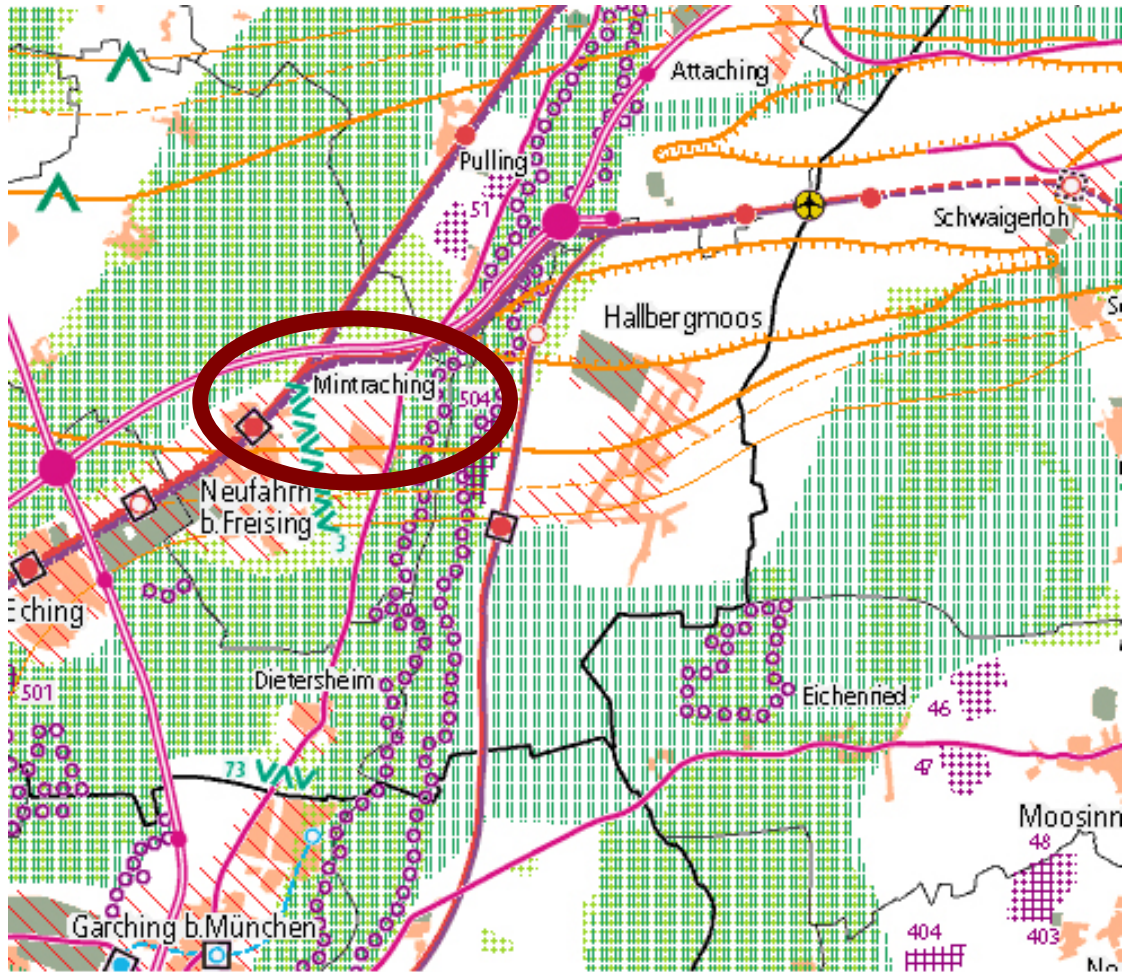 Attaching
Pulling
51
Schwaigerloh
Hallbergmoos
Mintraching
504
Neufahrn
b.Freising
3
Eching
Dietersheim
501
Eichenried
46
73
47
Moosinn
48
Garching b.München
404
403
No